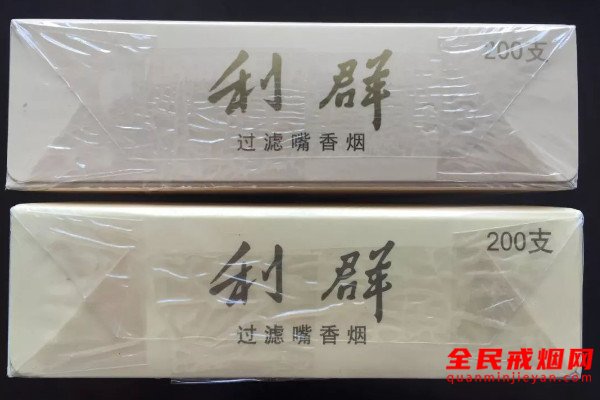 200支
利群
过滤嘴香烟
200支
利群
过滤嘴香烟
全民戒烟网
quanminjieyan.com